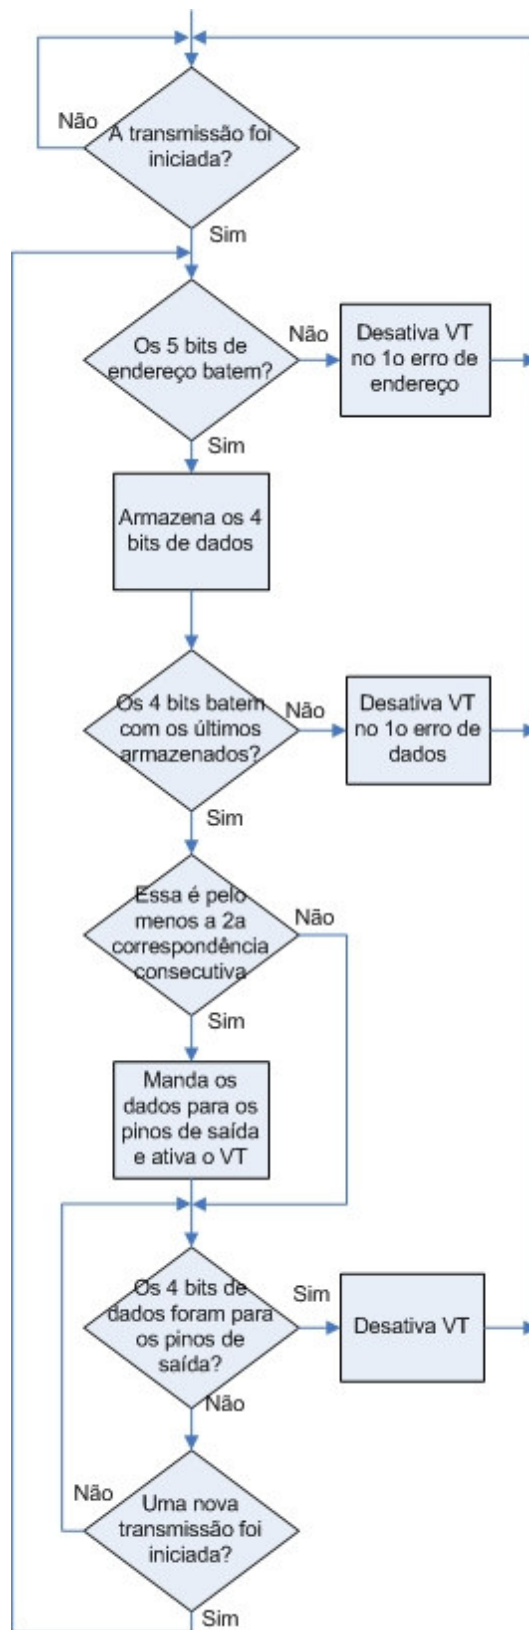 Não
A transmissão foi
iniciada?
Sim
Os 5 bits de
endereço batem?
Não
Desativa VT
no 1o erro de
endereço
Sim
Armazena os 4
bits de dados
Os 4 bits batem
com os últimos
armazenados?
Não
Desativa VT
no 1o erro de
dados
Sim
Essa é pelo
menos a 2a
correspondência
consecutiva
Não
Sim
Manda os
dados para os
pinos de saída
e ativa o VT
Os 4 bits de
dados foram para
os pinos de
saída?
Sim
Desativa VT
Não
Não
Uma nova
transmissão foi
iniciada?
Sim